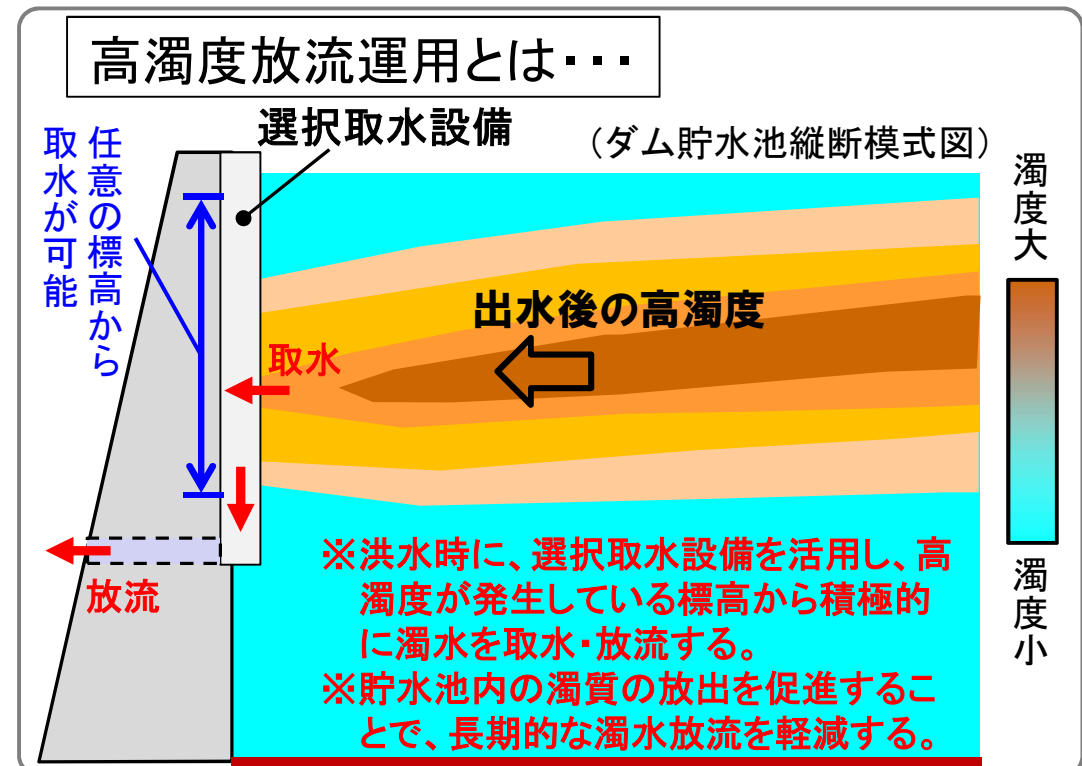 高濁度放流運用とは・・・
選択取水設備
（ダム貯水池縦断模式図）
任意の標高から
取水が可能
濁度大
出水後の高濁度
取水
放流
※洪水時に、選択取水設備を活用し、高
濁度が発生している標高から積極的
に濁水を取水・放流する。
※貯水池内の濁質の放出を促進するこ
とで、長期的な濁水放流を軽減する。
濁度小